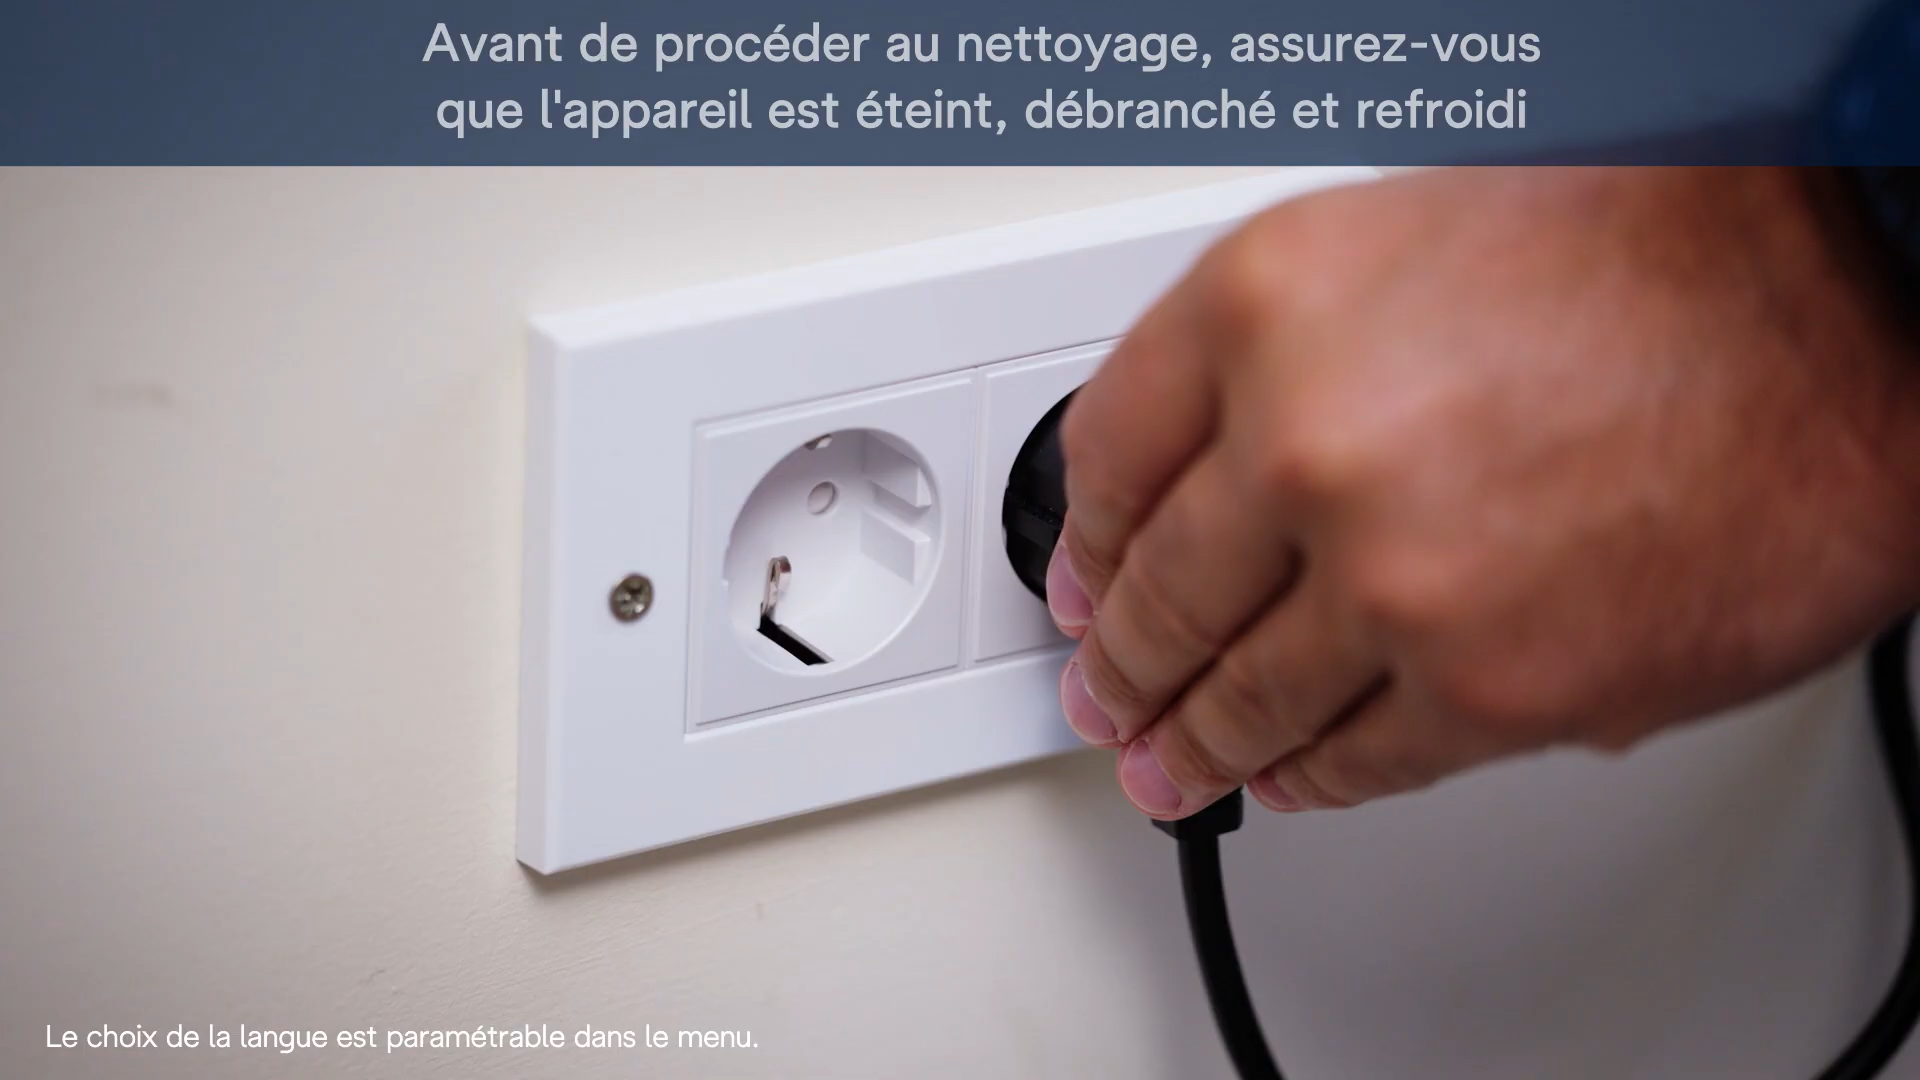 Avant de procéder au nettoyage, assurez-vous
que l'appareil est éteint, débranché et refroidi
Le choix de la langue est paramétrable dans le menu.